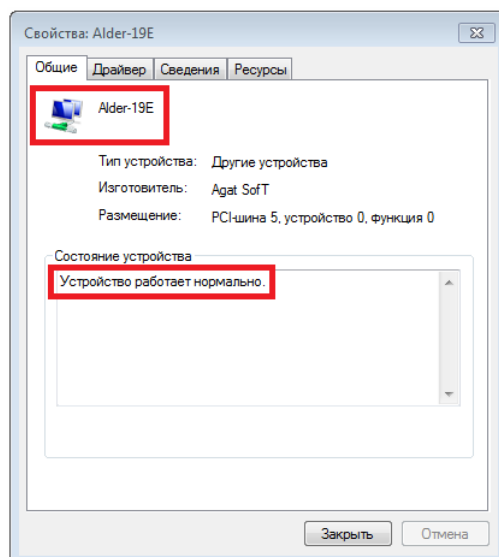 Свойства: Alder-19E
Общие Драйвер Сведения Ресурсы
Alder-19E
Тип устройства: Другие устройства
Изготовитель: Agat SofT
Размещение: PCI-шина 5, устройство 0, функция 0
Состояние устройства
Устройство работает нормально.
Закрыть Отмена